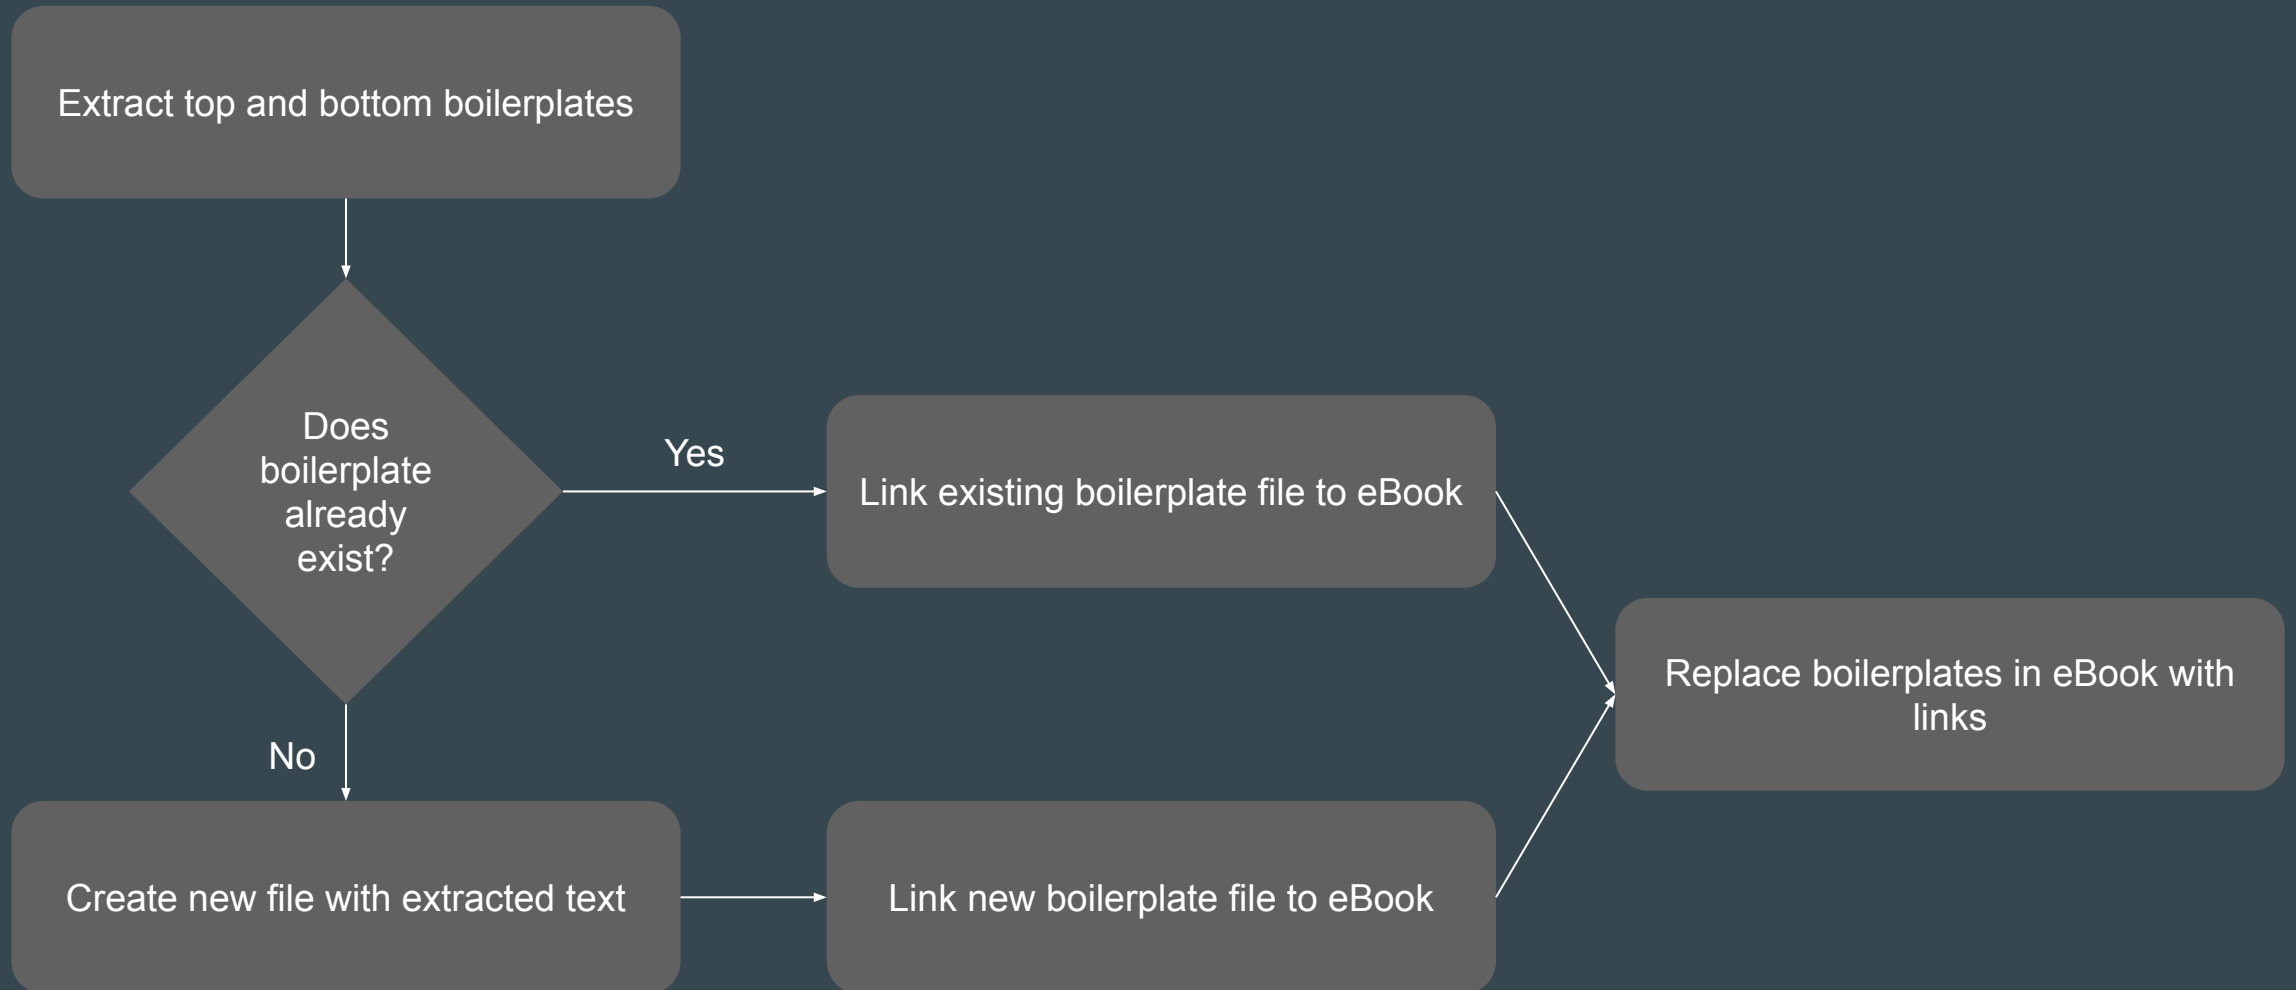 Extract top and bottom boilerplates
Does
boilerplate
already
exist?
Yes
Link existing boilerplate file to eBook
Replace boilerplates in eBook with
links
No
Create new file with extracted text
Link new boilerplate file to eBook